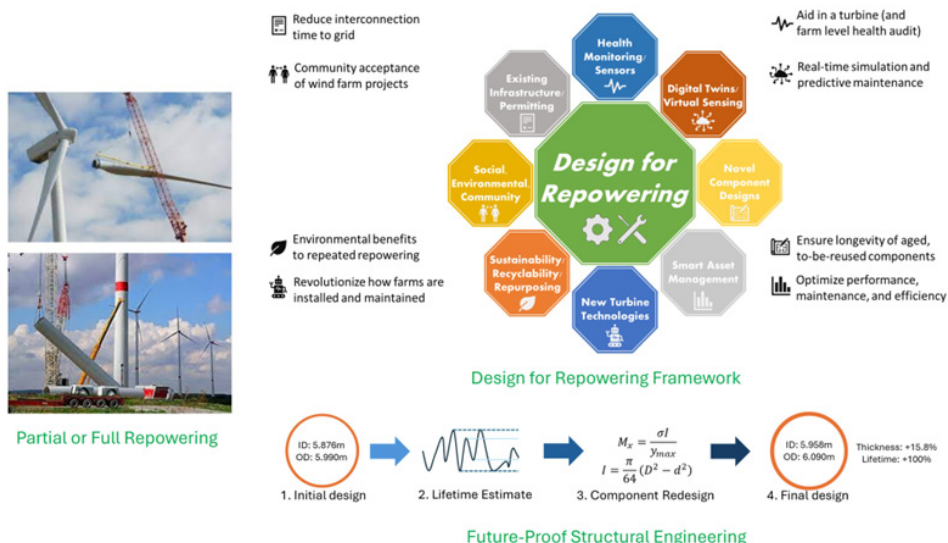 Reduce interconnection
time to grid
Community acceptance
of wind farm projects
Aid in a turbine (and
farm level health audit)
Real-time simulation and
predictive maintenance
Health
Monitoring/
Sensors
Existing
Infrastructure/
Permitting
Digital Twins/
Virtual Sensing
Social,
Environmental,
Community
Design for
Repowering
Novel
Component
Designs
Sustainability/
Recyclability/
Repurposing
Smart Asset
Management
New Turbine
Technologies
Environmental benefits
to repeated repowering
Revolutionize how farms are
installed and maintained
Ensure longevity of aged,
to-be-reused components
Optimize performance,
maintenance, and efficiency
Design for Repowering Framework
Partial or Full Repowering
ID: 5.876m
OD: 5.990m
1. Initial design
2. Lifetime Estimate
Mₓ = σI / yₘₐₓ
I = π/64 (D² − d²)
3. Component Redesign
ID: 5.958m
OD: 6.090m
4. Final design
Thickness: +15.8%
Lifetime: +100%
Future-Proof Structural Engineering